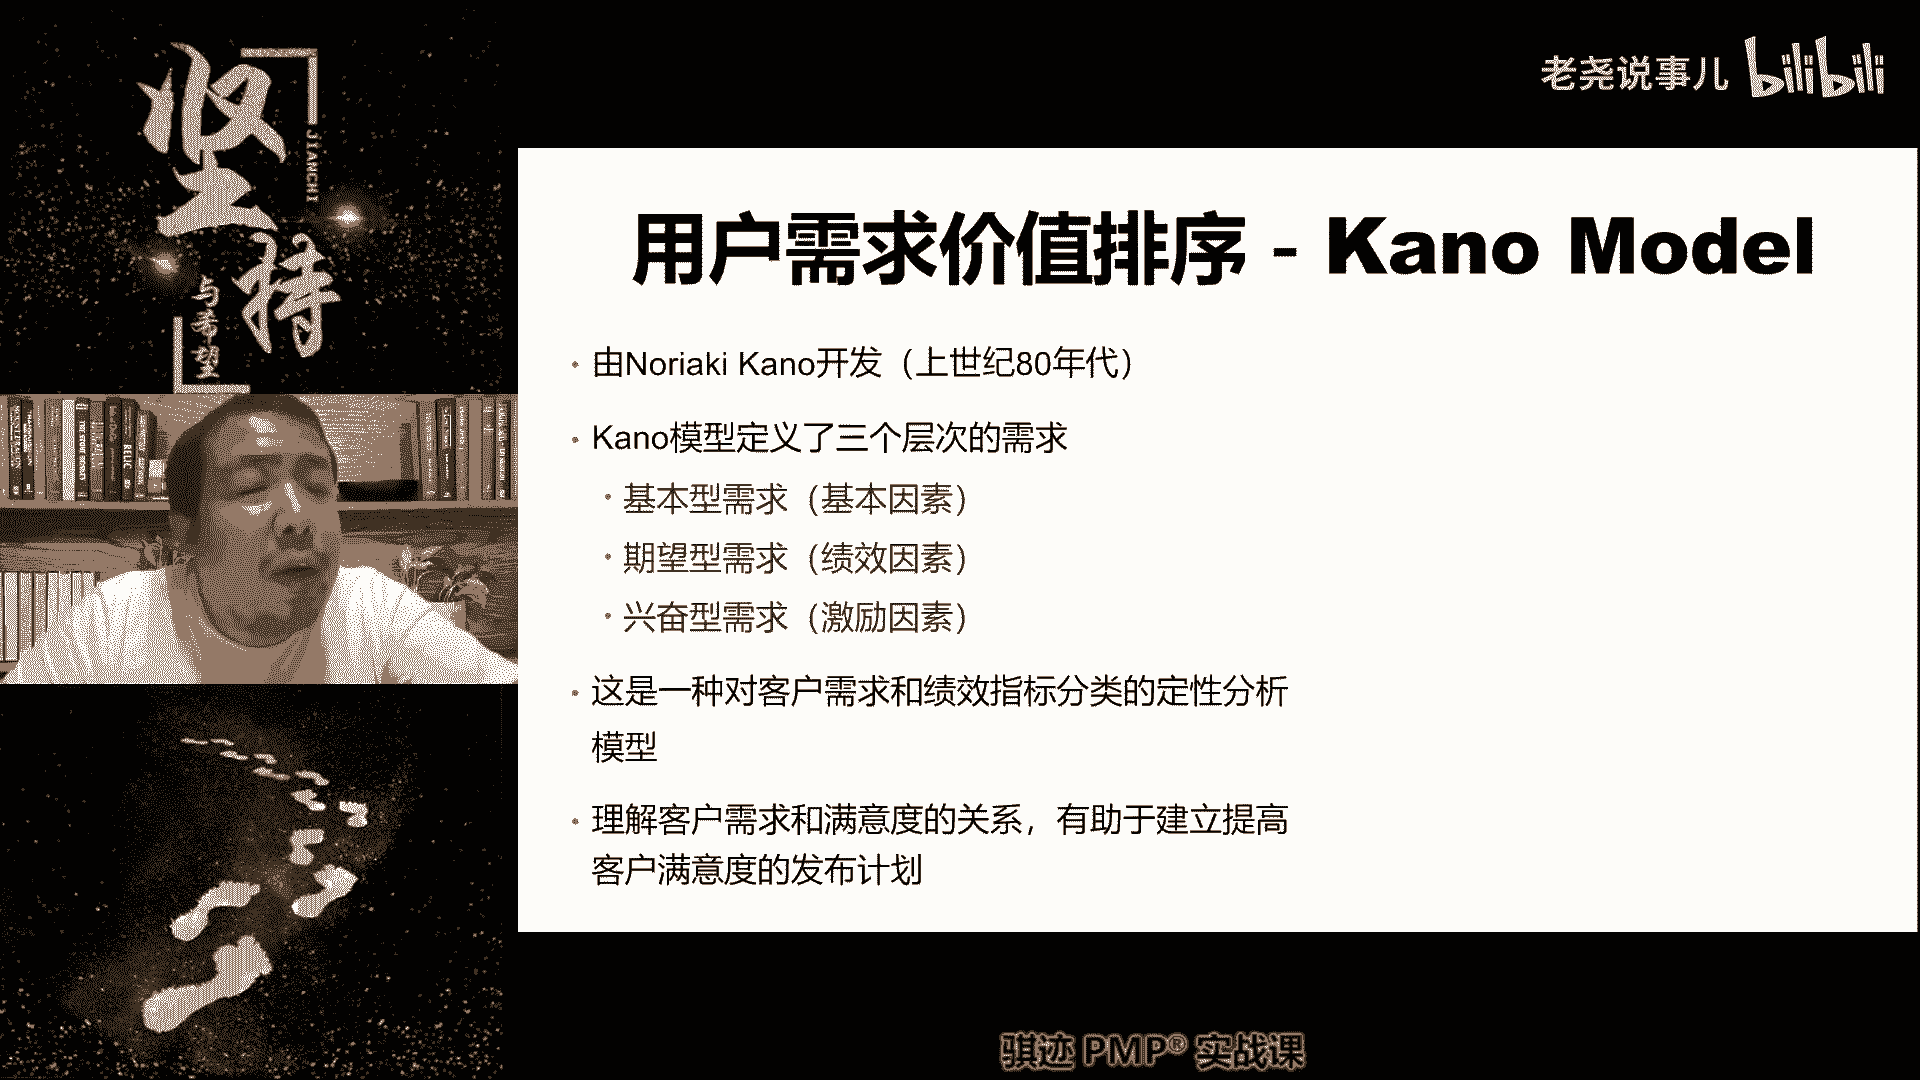 坚持
JIANCHI
与希望
老尧说事儿 bilibili
用户需求价值排序 - Kano Model
· 由Noriaki Kano开发（上世纪80年代）
· Kano模型定义了三个层次的需求
· 基本型需求（基本因素）
· 期望型需求（绩效因素）
· 兴奋型需求（激励因素）
· 这是一种对客户需求和绩效指标分类的定性分析
模型
· 理解客户需求和满意度的关系，有助于建立提高
客户满意度的发布计划
RELIC
骐迹 PMP® 实战课